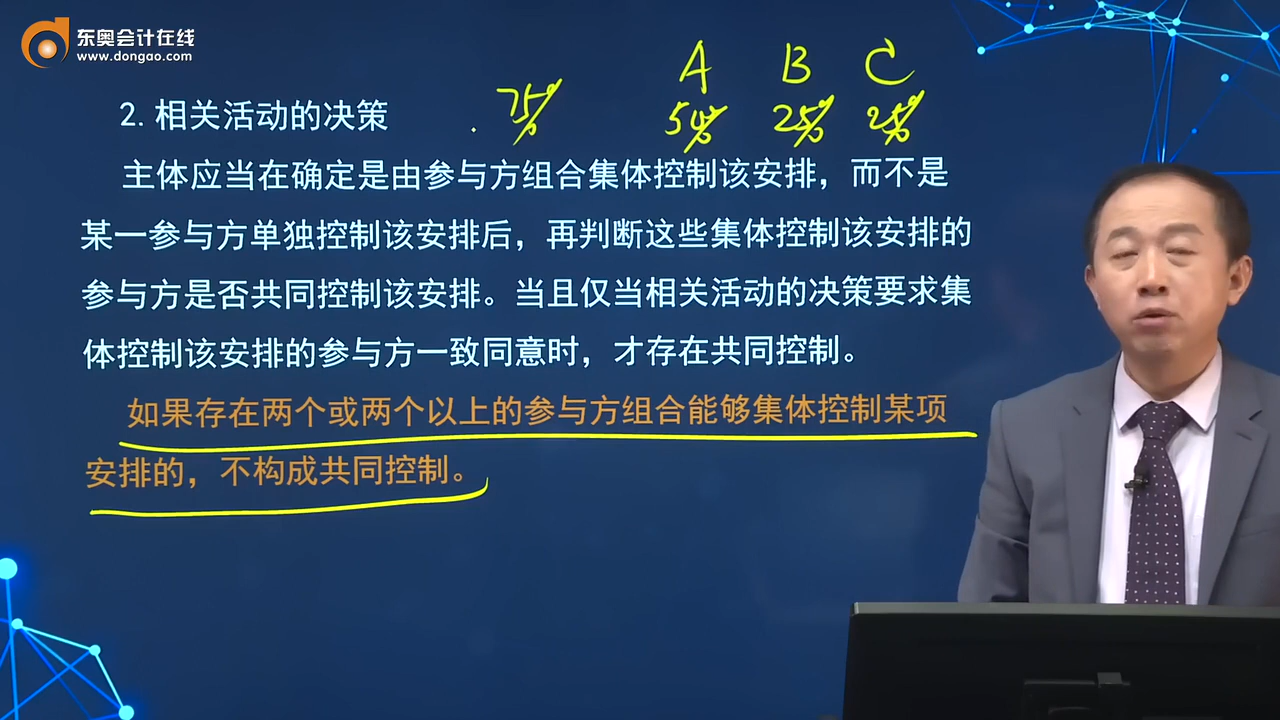 东奥会计在线
www.dongao.com
A B C
75% 50% 25% 25%
2. 相关活动的决策
主体应当在确定是由参与方组合集体控制该安排，而不是
某一参与方单独控制该安排后，再判断这些集体控制该安排的
参与方是否共同控制该安排。当且仅当相关活动的决策要求集
体控制该安排的参与方一致同意时，才存在共同控制。
如果存在两个或两个以上的参与方组合能够集体控制某项
安排的，不构成共同控制。